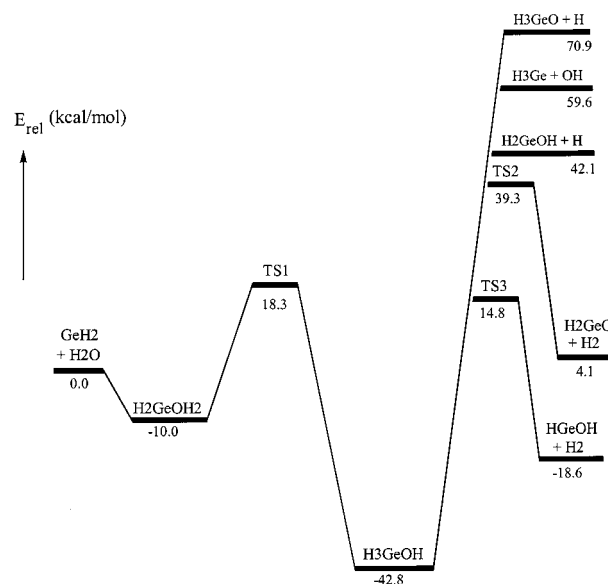 H3GeO + H
70.9
H3Ge + OH
59.6
E rel (kcal/mol)
H2GeOH + H
42.1
TS2
39.3
TS1
18.3
TS3
14.8
GeH2
+ H2O
0.0
H2GeO
+ H2
4.1
H2GeOH2
-10.0
HGeOH
+ H2
-18.6
H3GeOH
-42.8